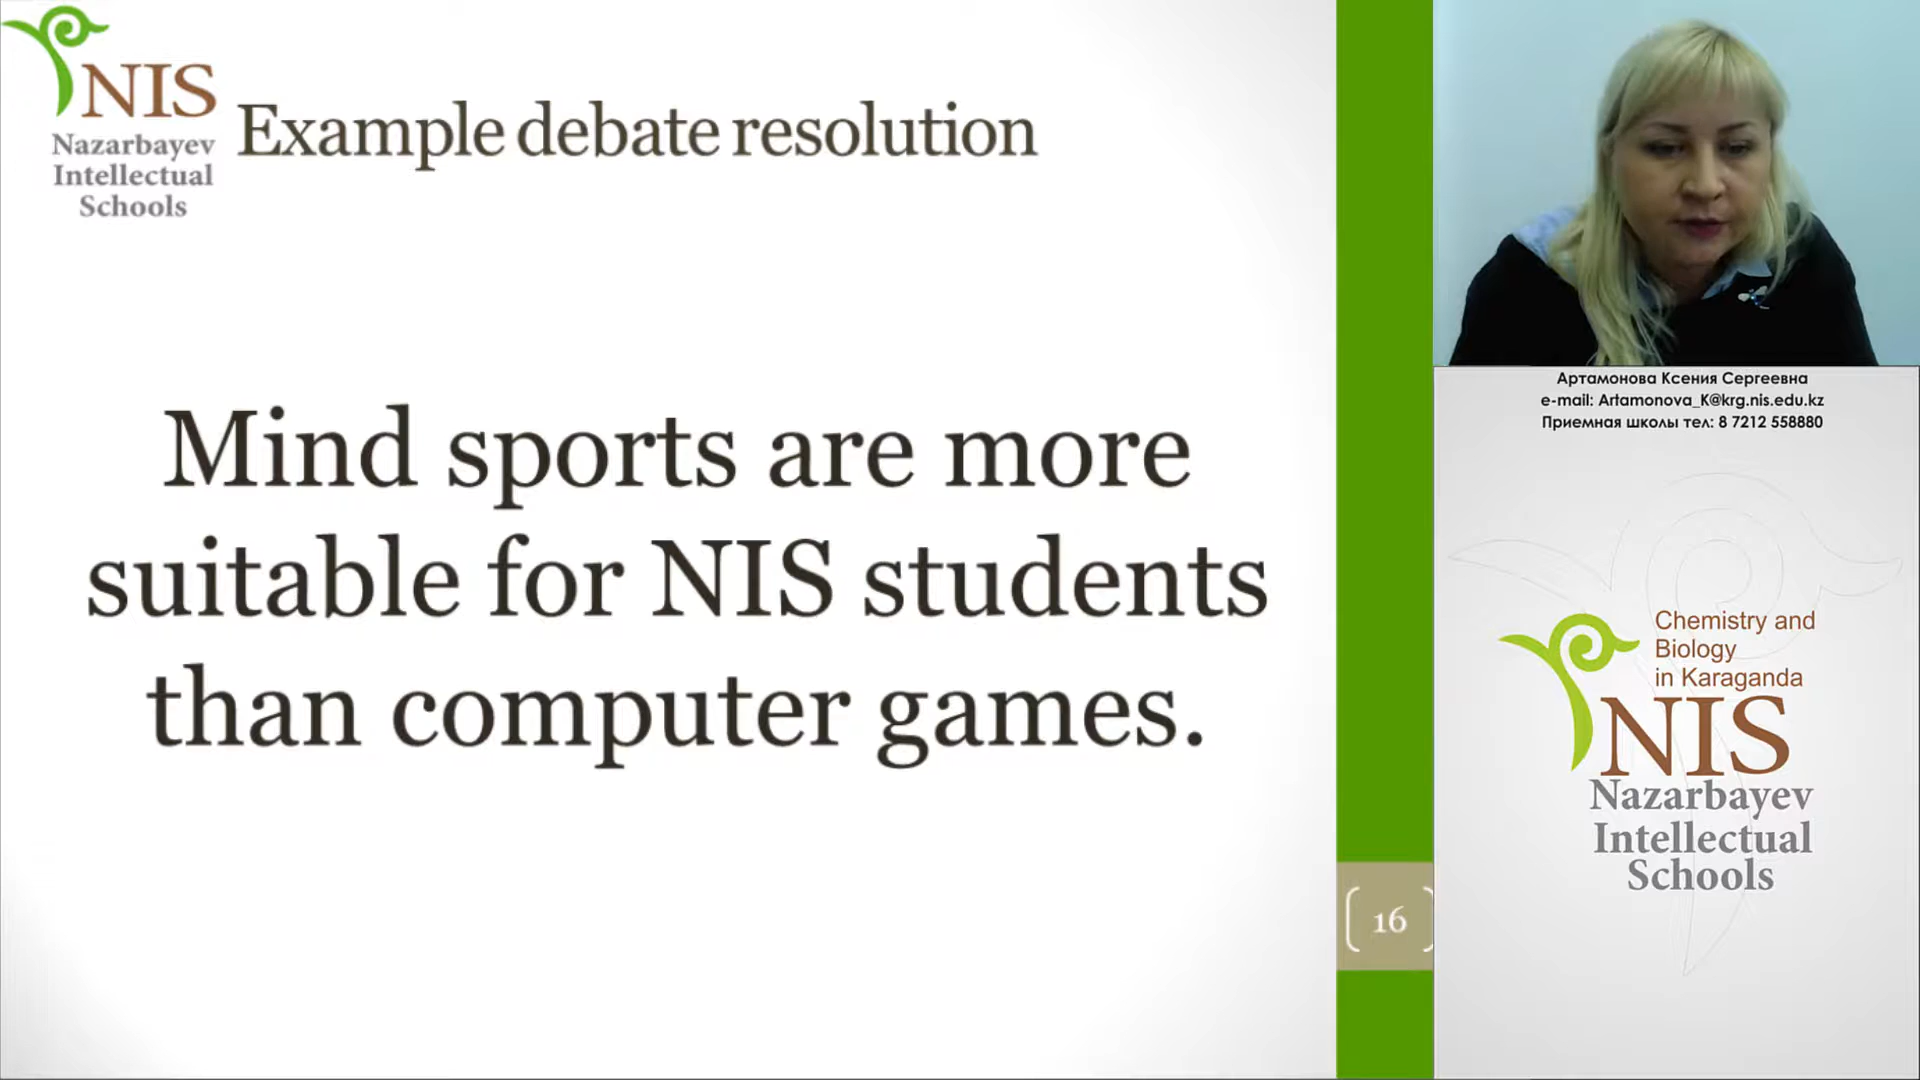 NIS
Nazarbayev
Intellectual
Schools
Example debate resolution
Mind sports are more
suitable for NIS students
than computer games.
16
Артамонова Ксения Сергеевна
e-mail: Artamonova_K@krg.nis.edu.kz
Приемная школы тел: 8 7212 558880
Chemistry and
Biology
in Karaganda
NIS
Nazarbayev
Intellectual
Schools